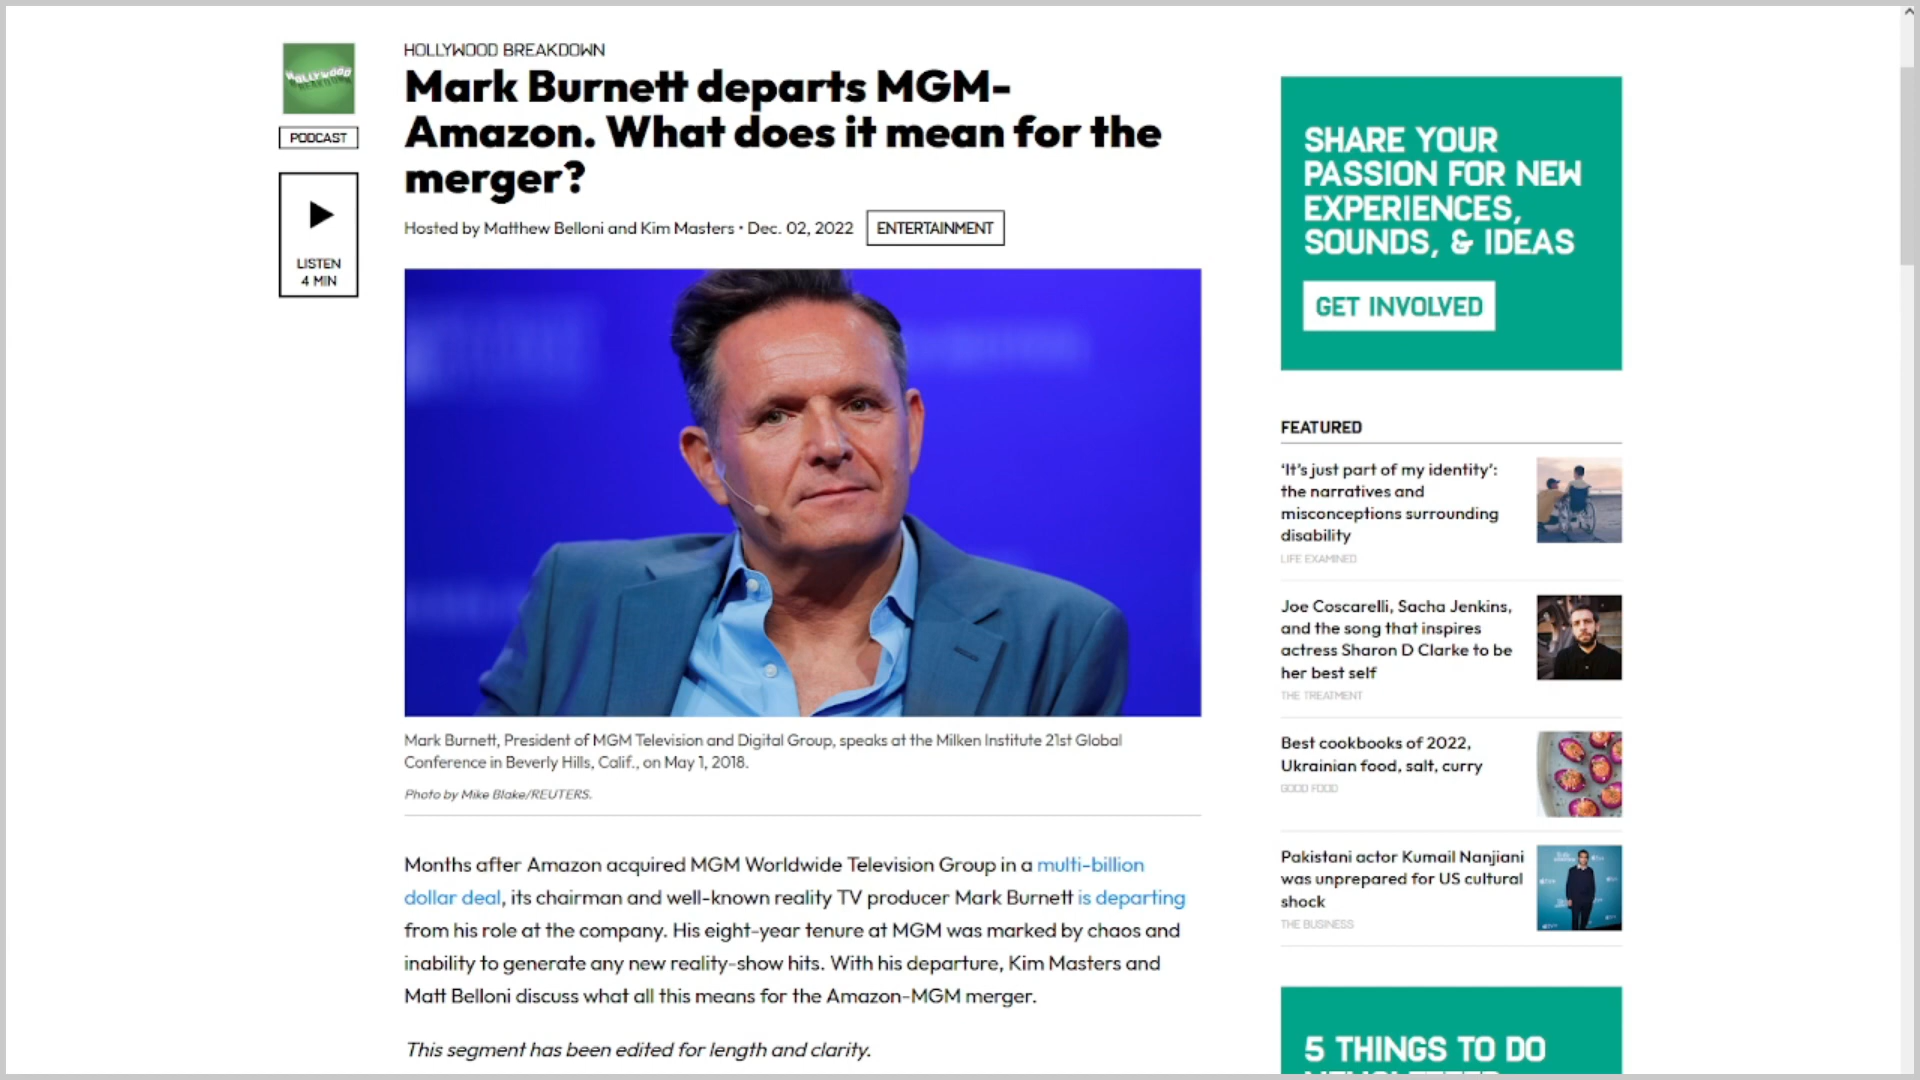 HOLLYWOOD BREAKDOWN
HOLLYWOOD
BREAKDOWN
PODCAST
LISTEN
4 MIN
Mark Burnett departs MGM-
Amazon. What does it mean for the
merger?
Hosted by Matthew Belloni and Kim Masters • Dec. 02, 2022 ENTERTAINMENT
Mark Burnett, President of MGM Television and Digital Group, speaks at the Milken Institute 21st Global
Conference in Beverly Hills, Calif., on May 1, 2018.
Photo by Mike Blake/REUTERS.
Months after Amazon acquired MGM Worldwide Television Group in a multi-billion
dollar deal, its chairman and well-known reality TV producer Mark Burnett is departing
from his role at the company. His eight-year tenure at MGM was marked by chaos and
inability to generate any new reality-show hits. With his departure, Kim Masters and
Matt Belloni discuss what all this means for the Amazon-MGM merger.
This segment has been edited for length and clarity.
SHARE YOUR
PASSION FOR NEW
EXPERIENCES,
SOUNDS, & IDEAS
GET INVOLVED
FEATURED
‘It’s just part of my identity’:
the narratives and
misconceptions surrounding
disability
LIFE EXAMINED
Joe Coscarelli, Sacha Jenkins,
and the song that inspires
actress Sharon D Clarke to be
her best self
THE TREATMENT
Best cookbooks of 2022,
Ukrainian food, salt, curry
GOOD FOOD
Pakistani actor Kumail Nanjiani
was unprepared for US cultural
shock
THE BUSINESS
5 THINGS TO DO